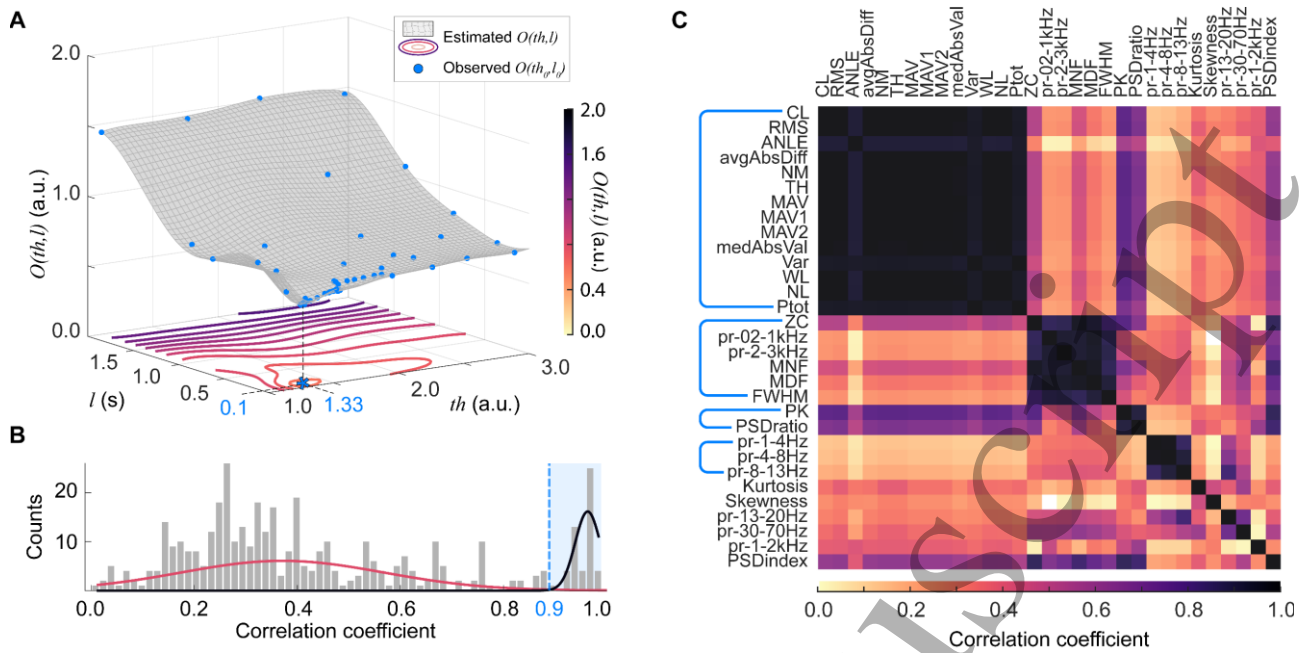 A
2.0
1.0
0.0
O(th,l) (a.u.)
Estimated O(th,l)
Observed O(th₀,l₀)
2.0
1.6
1.2
0.8
0.4
0.0
O(th,l) (a.u.)
1.5
1.0
0.5
0.1
l (s)
1.0
1.33
2.0
3.0
th (a.u.)
B
20
10
Counts
0.0 0.2 0.4 0.6 0.8 0.9 1.0
Correlation coefficient
C
CL
RMS
ANLE
avgAbsDiff
NM
TH
MAV
MAV1
MAV2
medAbsVal
Var
WL
NL
Ptot
ZC
pr-02-1kHz
pr-2-3kHz
MNF
MDF
FWHM
PK
PSDratio
pr-1-4Hz
pr-4-8Hz
pr-8-13Hz
Kurtosis
Skewness
pr-13-20Hz
pr-30-70Hz
pr-1-2kHz
PSDindex
CL
RMS
ANLE
avgAbsDiff
NM
TH
MAV
MAV1
MAV2
medAbsVal
Var
WL
NL
Ptot
ZC
pr-02-1kHz
pr-2-3kHz
MNF
MDF
FWHM
PK
PSDratio
pr-1-4Hz
pr-4-8Hz
pr-8-13Hz
Kurtosis
Skewness
pr-13-20Hz
pr-30-70Hz
pr-1-2kHz
PSDindex
0.0 0.2 0.4 0.6 0.8 1.0
Correlation coefficient
script